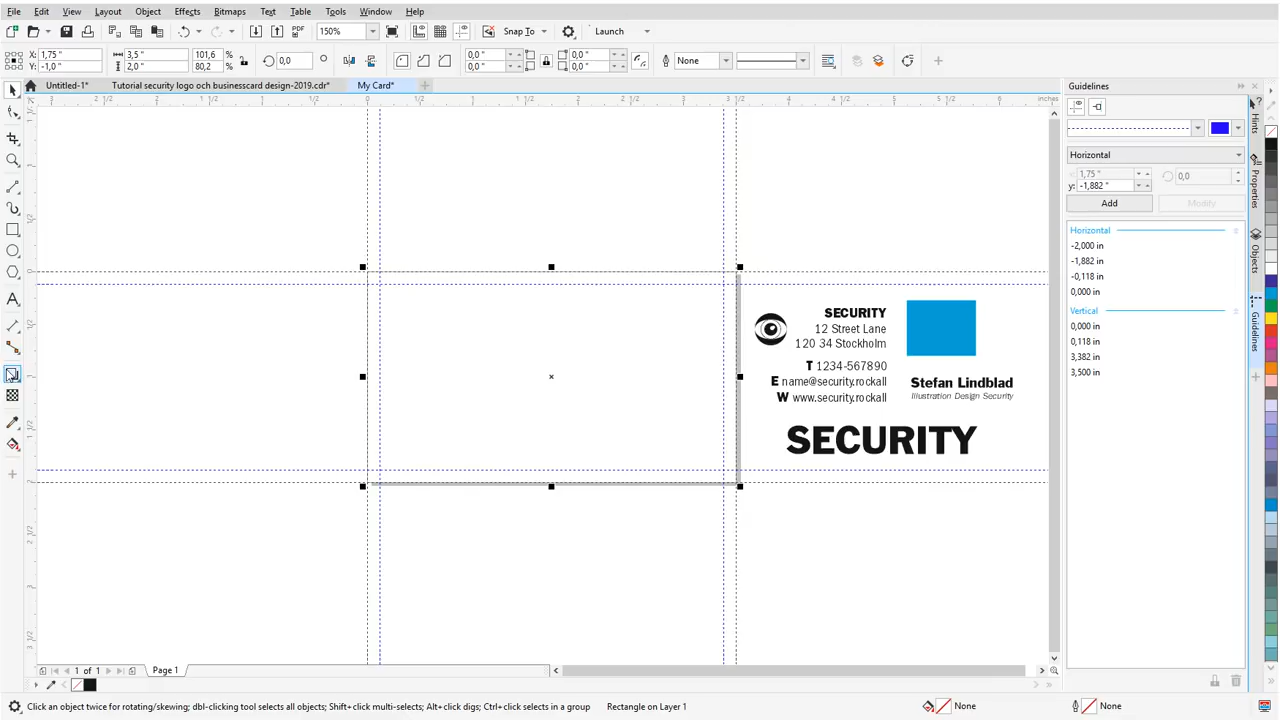 File Edit View Layout Object Effects Bitmaps Text Table Tools Window Help
150% PDF Snap To Launch
X: 1,75 " 3,5 " 101,6 0,0 0,0 " 0,0 " None
Y: -1,0 " 2,0 " 80,2 % 0,0 " 0,0 "
Untitled-1* Tutorial security logo och businesscard design-2019.cdr* My Card*
inches
Guidelines
Horizontal
x: 1,75 " 0,0
y: -1,882 "
Add Modify
Horizontal
-2,000 in
-1,882 in
-0,118 in
0,000 in
Vertical
0,000 in
0,118 in
3,382 in
3,500 in
Hints
Properties
Objects
Guidelines
SECURITY
12 Street Lane
120 34 Stockholm
T 1234-567890
E name@security.rockall
W www.security.rockall
Stefan Lindblad
Illustration Design Security
SECURITY
1 of 1 Page 1
Click an object twice for rotating/skewing; dbl-clicking tool selects all objects; Shift+click multi-selects; Alt+click digs; Ctrl+click selects in a group Rectangle on Layer 1 None None